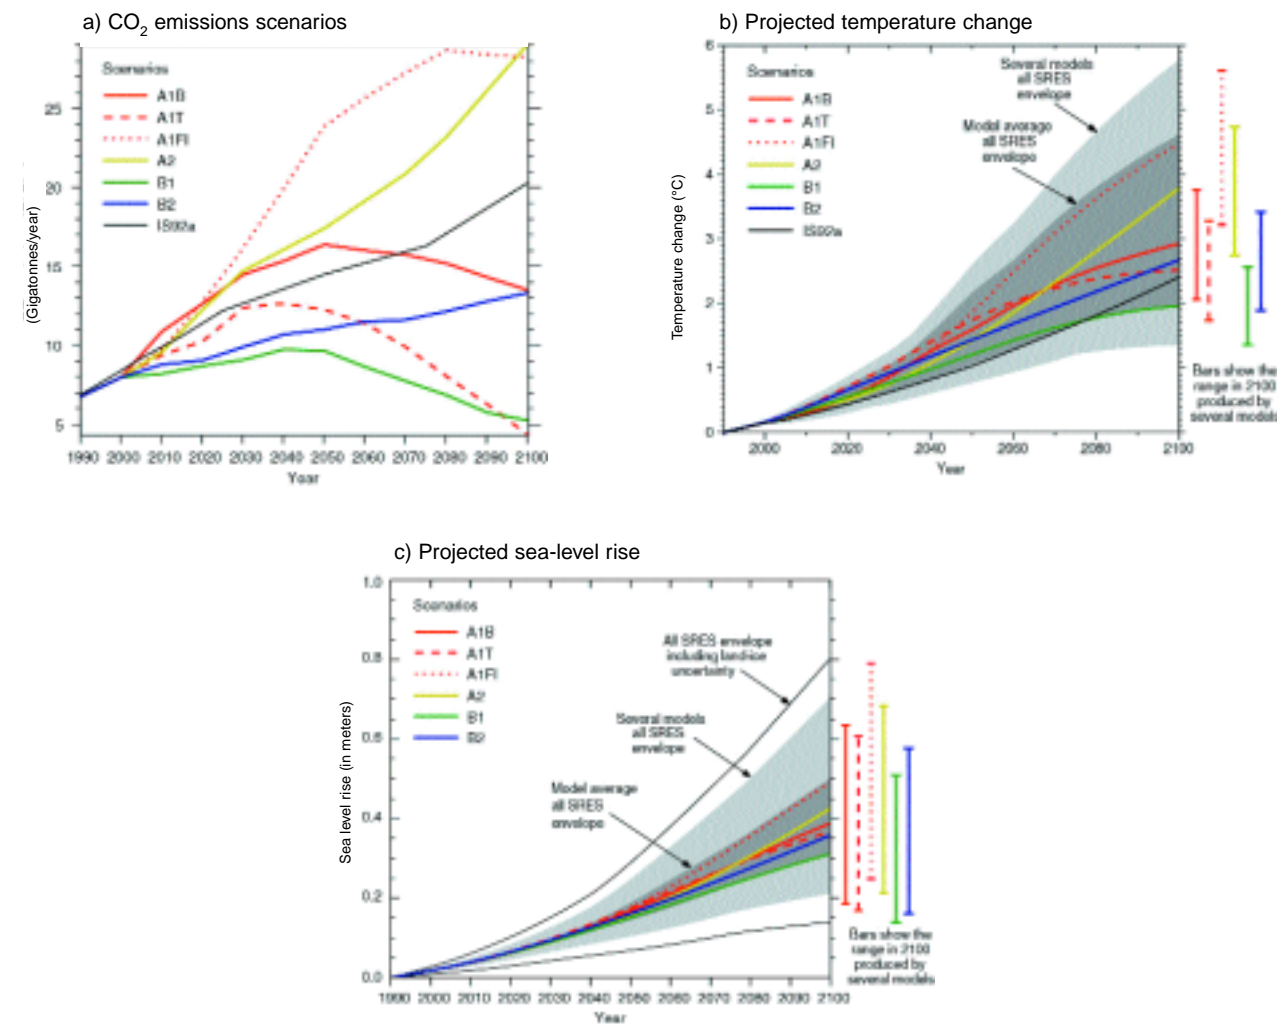 a) CO2 emissions scenarios
Scenarios
A1B
A1T
A1FI
A2
B1
B2
IS92a
(Gigatonnes/year)
25
20
15
10
5
1990 2000 2010 2020 2030 2040 2050 2060 2070 2080 2090 2100
Year
b) Projected temperature change
Scenarios
A1B
A1T
A1FI
A2
B1
B2
IS92a
Several models
all SRES
envelope
Model average
all SRES
envelope
Temperature change (°C)
6
5
4
3
2
1
0
2000 2020 2040 2060 2080 2100
Year
Bars show the
range in 2100
produced by
several models
c) Projected sea-level rise
Scenarios
A1B
A1T
A1FI
A2
B1
B2
All SRES envelope
including land-ice
uncertainty
Several models
all SRES
envelope
Model average
all SRES
envelope
Sea level rise (in meters)
1.0
0.8
0.6
0.4
0.2
0.0
1990 2000 2010 2020 2030 2040 2050 2060 2070 2080 2090 2100
Year
Bars show the
range in 2100
produced by
several models